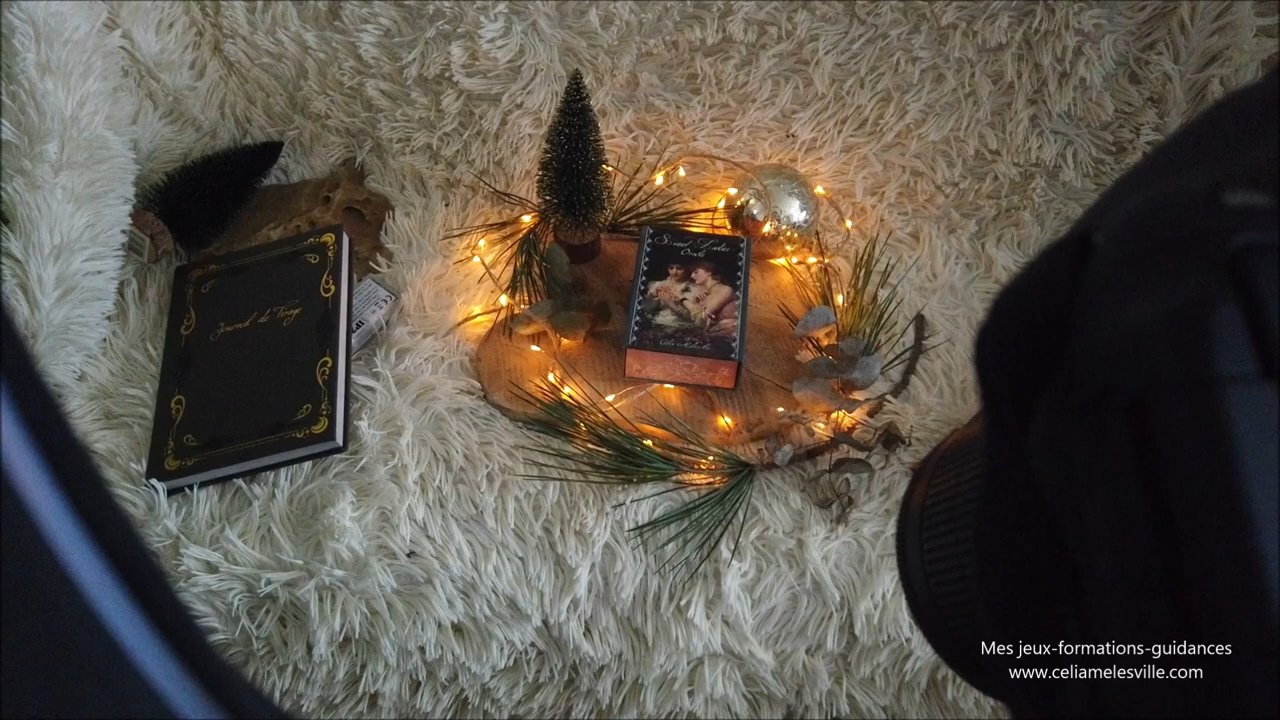 Journal de Tirage
Sweet Tales
Oracle
Mes jeux-formations-guidances
www.celiamelesville.com